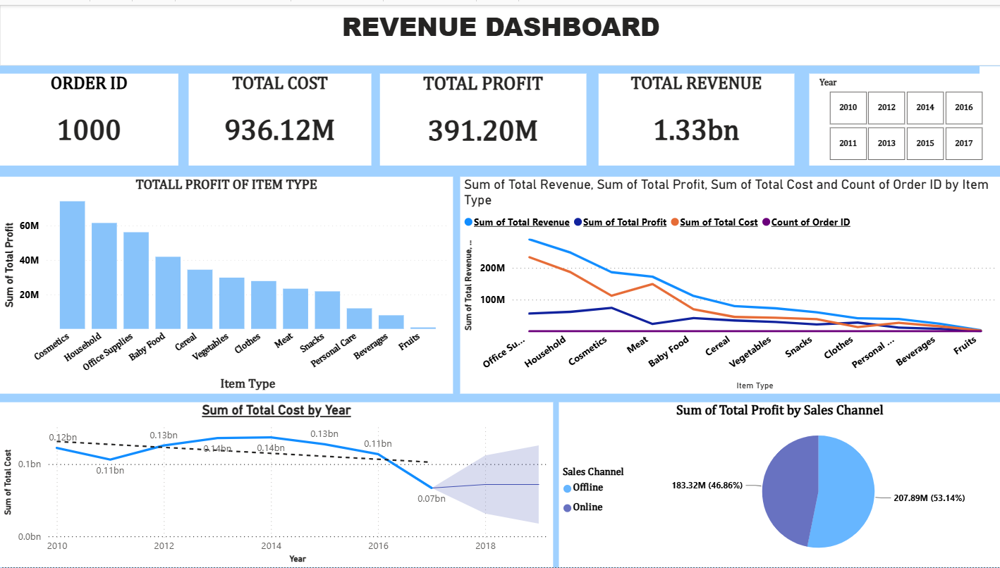 REVENUE DASHBOARD
ORDER ID
1000
TOTAL COST
936.12M
TOTAL PROFIT
391.20M
TOTAL REVENUE
1.33bn
Year
2010 2012 2014 2016
2011 2013 2015 2017
TOTALL PROFIT OF ITEM TYPE
Sum of Total Profit
60M
40M
20M
Cosmetics
Household
Office Supplies
Baby Food
Cereal
Vegetables
Clothes
Meat
Snacks
Personal Care
Beverages
Fruits
Item Type
Sum of Total Revenue, Sum of Total Profit, Sum of Total Cost and Count of Order ID by Item
Type
Sum of Total Revenue Sum of Total Profit Sum of Total Cost Count of Order ID
Sum of Total Revenue, ...
200M
100M
Office Su...
Household
Cosmetics
Meat
Baby Food
Cereal
Vegetables
Snacks
Clothes
Personal ...
Beverages
Fruits
Item Type
Sum of Total Cost by Year
Sum of Total Cost
0.1bn
0.0bn
0.12bn
0.11bn
0.13bn
0.14bn
0.14bn
0.13bn
0.11bn
0.07bn
2010 2012 2014 2016 2018
Year
Sum of Total Profit by Sales Channel
Sales Channel
Offline
Online
183.32M (46.86%)
207.89M (53.14%)